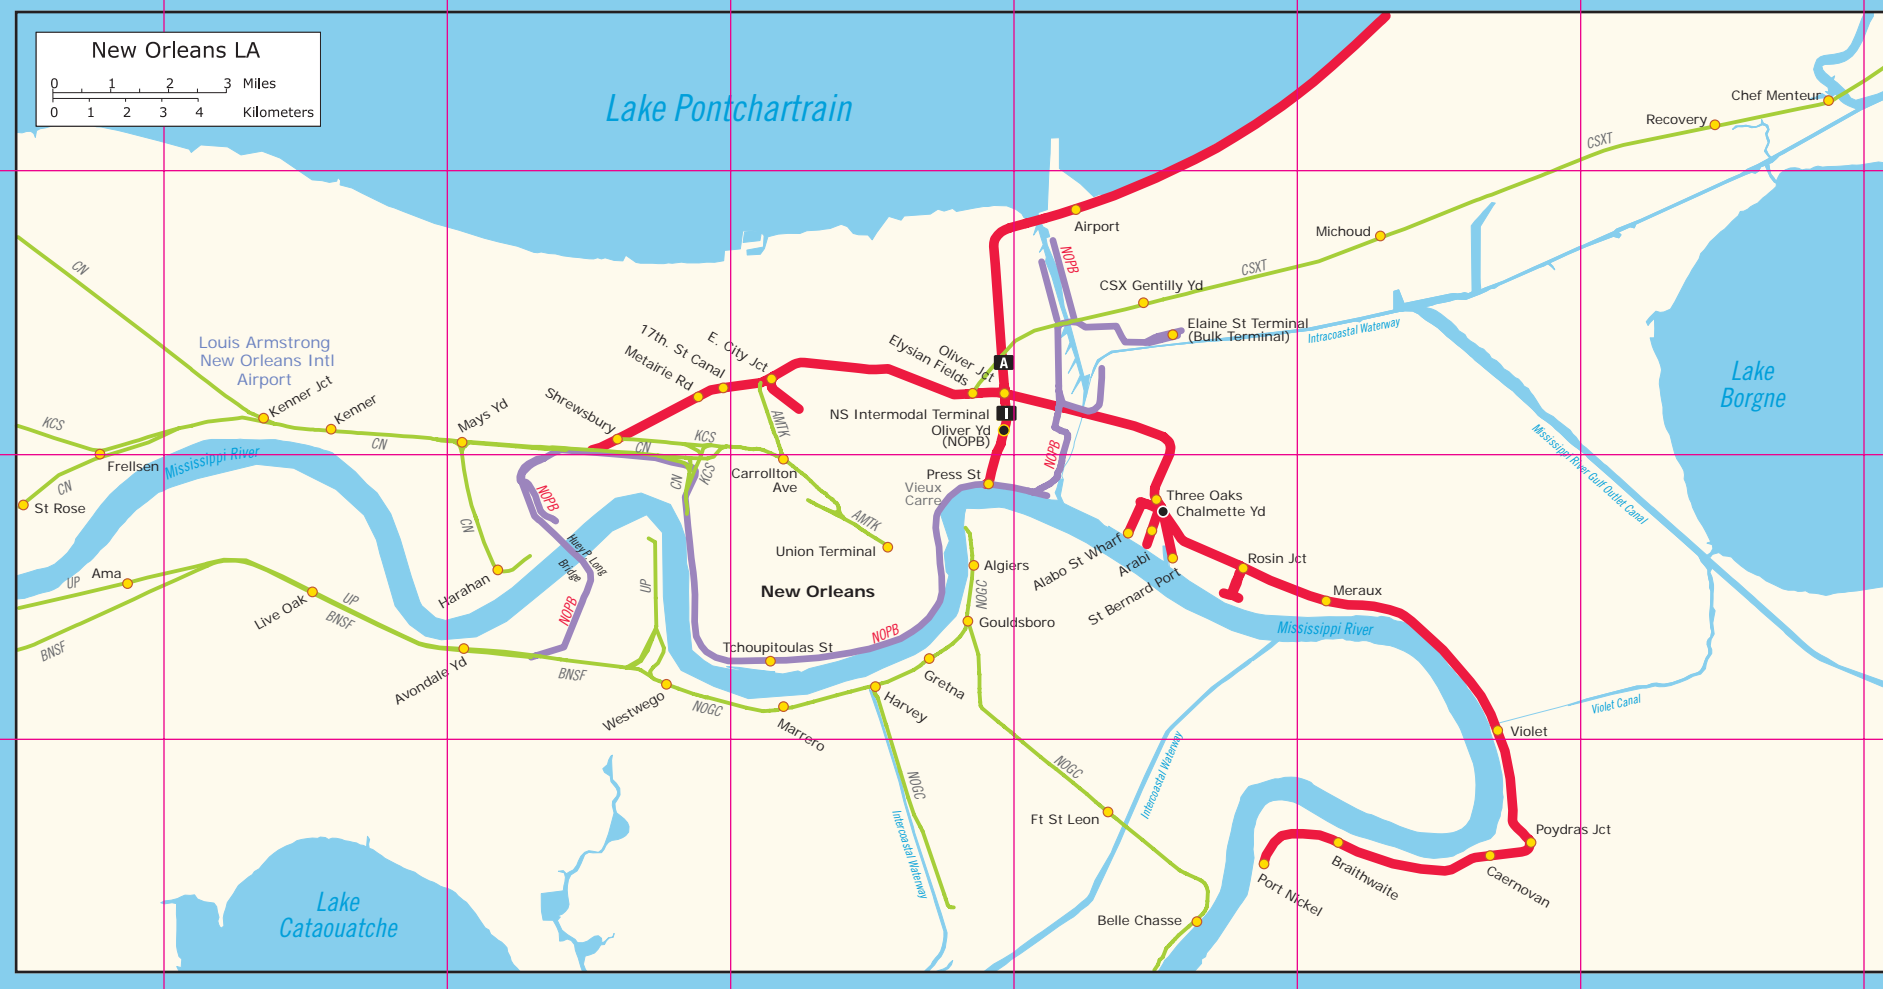 New Orleans LA
0 1 2 3 Miles
0 1 2 3 4 Kilometers
Lake Pontchartrain
Chef Menteur
Recovery
CSXT
Airport
Michoud
NOPB
CSXT
CN
CSX Gentilly Yd
Elaine St Terminal
(Bulk Terminal)
Intracoastal Waterway
Louis Armstrong
New Orleans Intl
Airport
17th. St Canal
E. City Jct
Metairie Rd
Oliver Jct
Elysian Fields
A
Lake
Borgne
Kenner Jct
Kenner
Mays Yd
Shrewsbury
AMTK
NS Intermodal Terminal
I
Oliver Yd
(NOPB)
KCS
CN
KCS
CN
NOPB
Mississippi River Gulf Outlet Canal
Frellsen
Mississippi River
Carrollton
Ave
KCS
CN
Press St
Vieux
Carre
CN
St Rose
NOPB
Three Oaks
Chalmette Yd
AMTK
CN
Huey P. Long
Bridge
Union Terminal
Alabo St Wharf
Arabi
St Bernard Port
Rosin Jct
Algiers
Ama
UP
Harahan
UP
New Orleans
NOGC
Meraux
Live Oak
UP
BNSF
NOPB
Gouldsboro
NOPB
Mississippi River
BNSF
Tchoupitoulas St
Avondale Yd
BNSF
Gretna
Westwego
NOGC
Harvey
Marrero
Violet Canal
Violet
NOGC
NOGC
Intercoastal Waterway
Intercoastal Waterway
Ft St Leon
Poydras Jct
Braithwaite
Caernovan
Port Nickel
Lake
Cataouatche
Belle Chasse